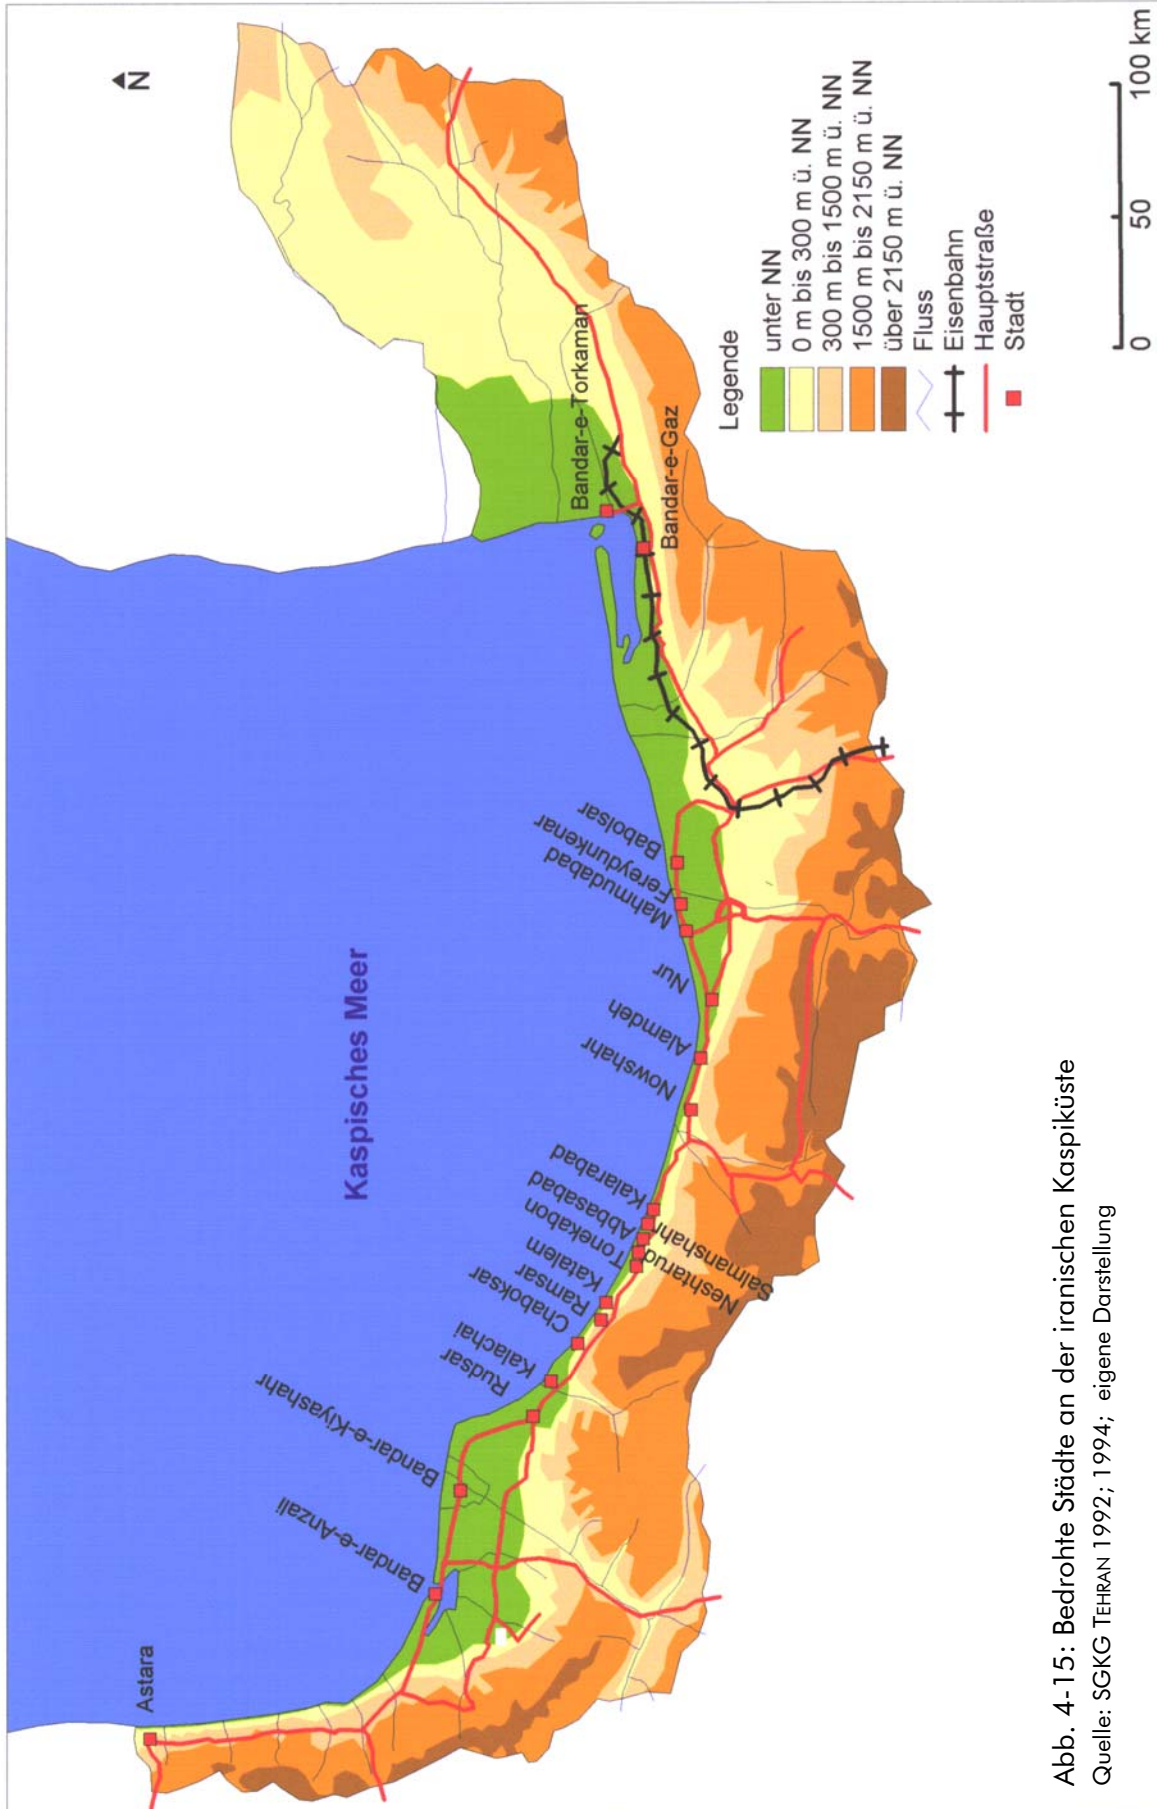 N
Kaspisches Meer
Astara
Bandar-e-Anzali
Bandar-e-Kiyashahr
Rudsar
Kalachai
Chaboksar
Ramsar
Katalem
Tonekabon
Abbasabad
Kalarabad
Neshtarud
Salmanshahr
Nowshahr
Alamdeh
Nur
Mahmudabad
Fereydunkenar
Babolsar
Bandar-e-Gaz
Bandar-e-Torkaman
Legende
unter NN
0 m bis 300 m ü. NN
300 m bis 1500 m ü. NN
1500 m bis 2150 m ü. NN
über 2150 m ü. NN
Fluss
Eisenbahn
Hauptstraße
Stadt
0 50 100 km
Abb. 4-15: Bedrohte Städte an der iranischen Kaspiküste
Quelle: SGKG TEHRAN 1992; 1994; eigene Darstellung